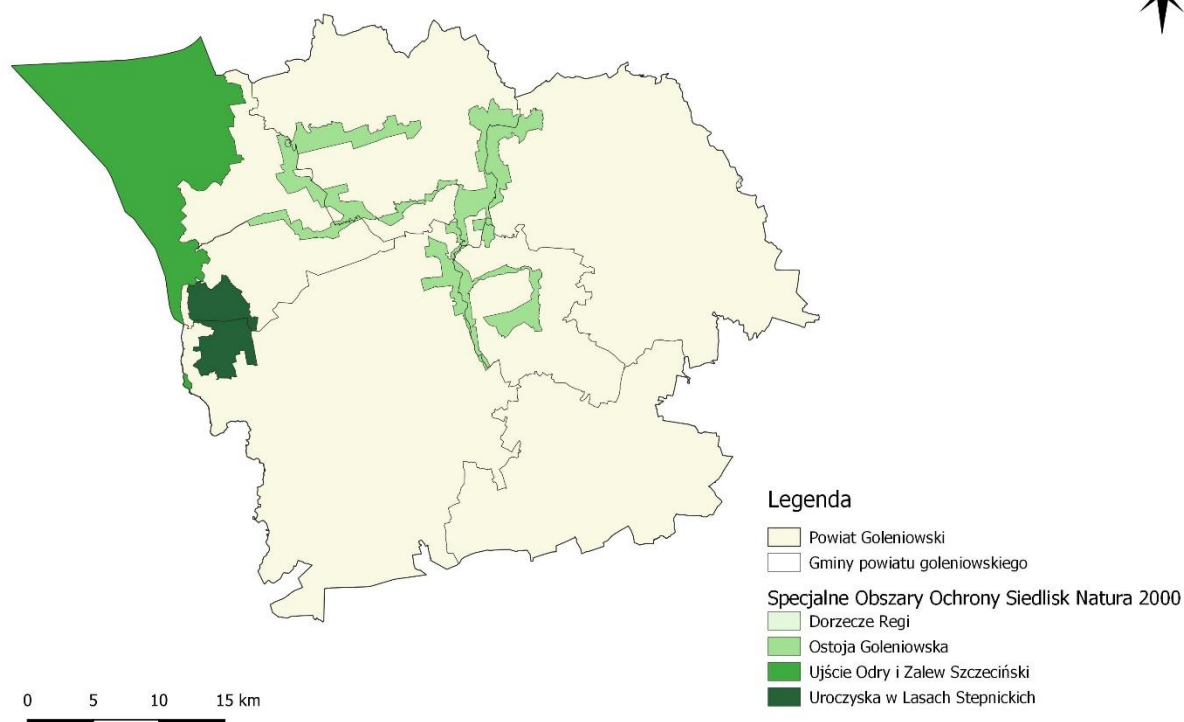 Legenda
Powiat Goleniowski
Gminy powiatu goleniowskiego
Specjalne Obszary Ochrony Siedlisk Natura 2000
Dorzecze Regi
Ostoja Goleniowska
Ujście Odry i Zalew Szczeciński
Uroczyska w Lasach Stepnickich
0 5 10 15 km